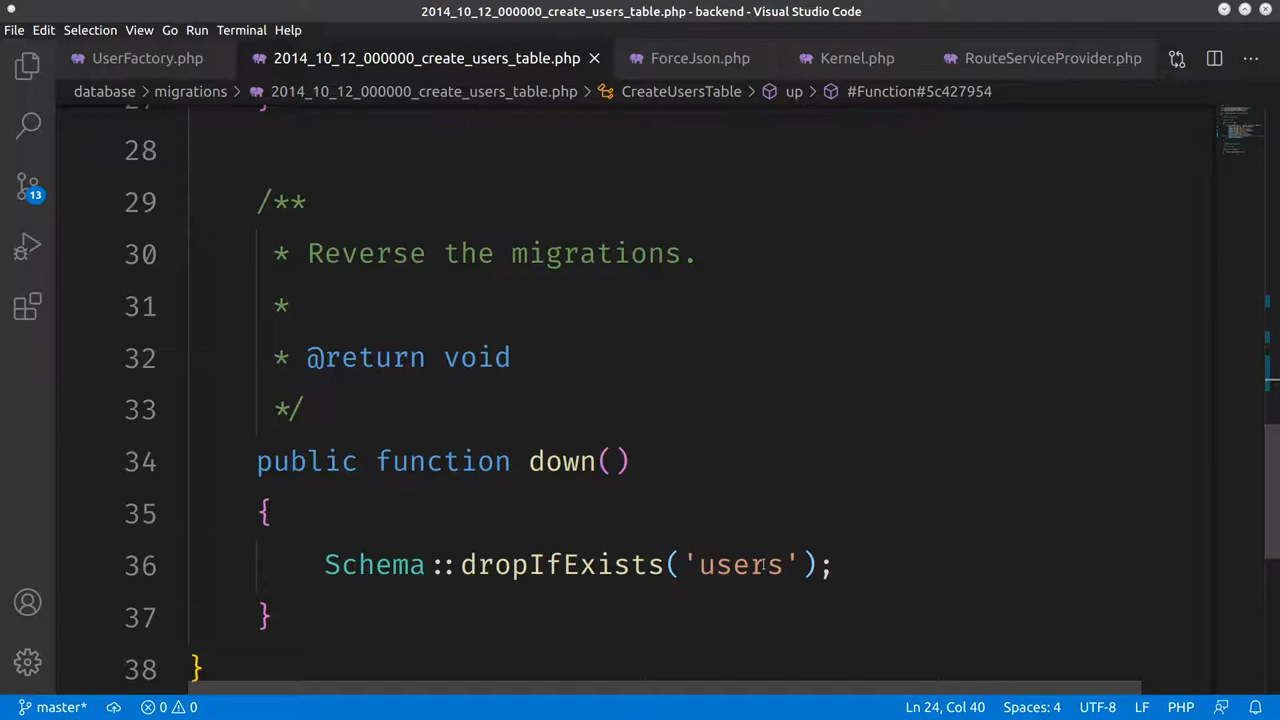 2014_10_12_000000_create_users_table.php - backend - Visual Studio Code
File Edit Selection View Go Run Terminal Help
UserFactory.php 2014_10_12_000000_create_users_table.php ForceJson.php Kernel.php RouteServiceProvider.php
database > migrations > 2014_10_12_000000_create_users_table.php > CreateUsersTable > up > #Function#5c427954
27 }
28
29 /**
30 * Reverse the migrations.
31 *
32 * @return void
33 */
34 public function down()
35 {
36 Schema::dropIfExists('users');
37 }
38 }
13
master* 0 0 Ln 24, Col 40 Spaces: 4 UTF-8 LF PHP